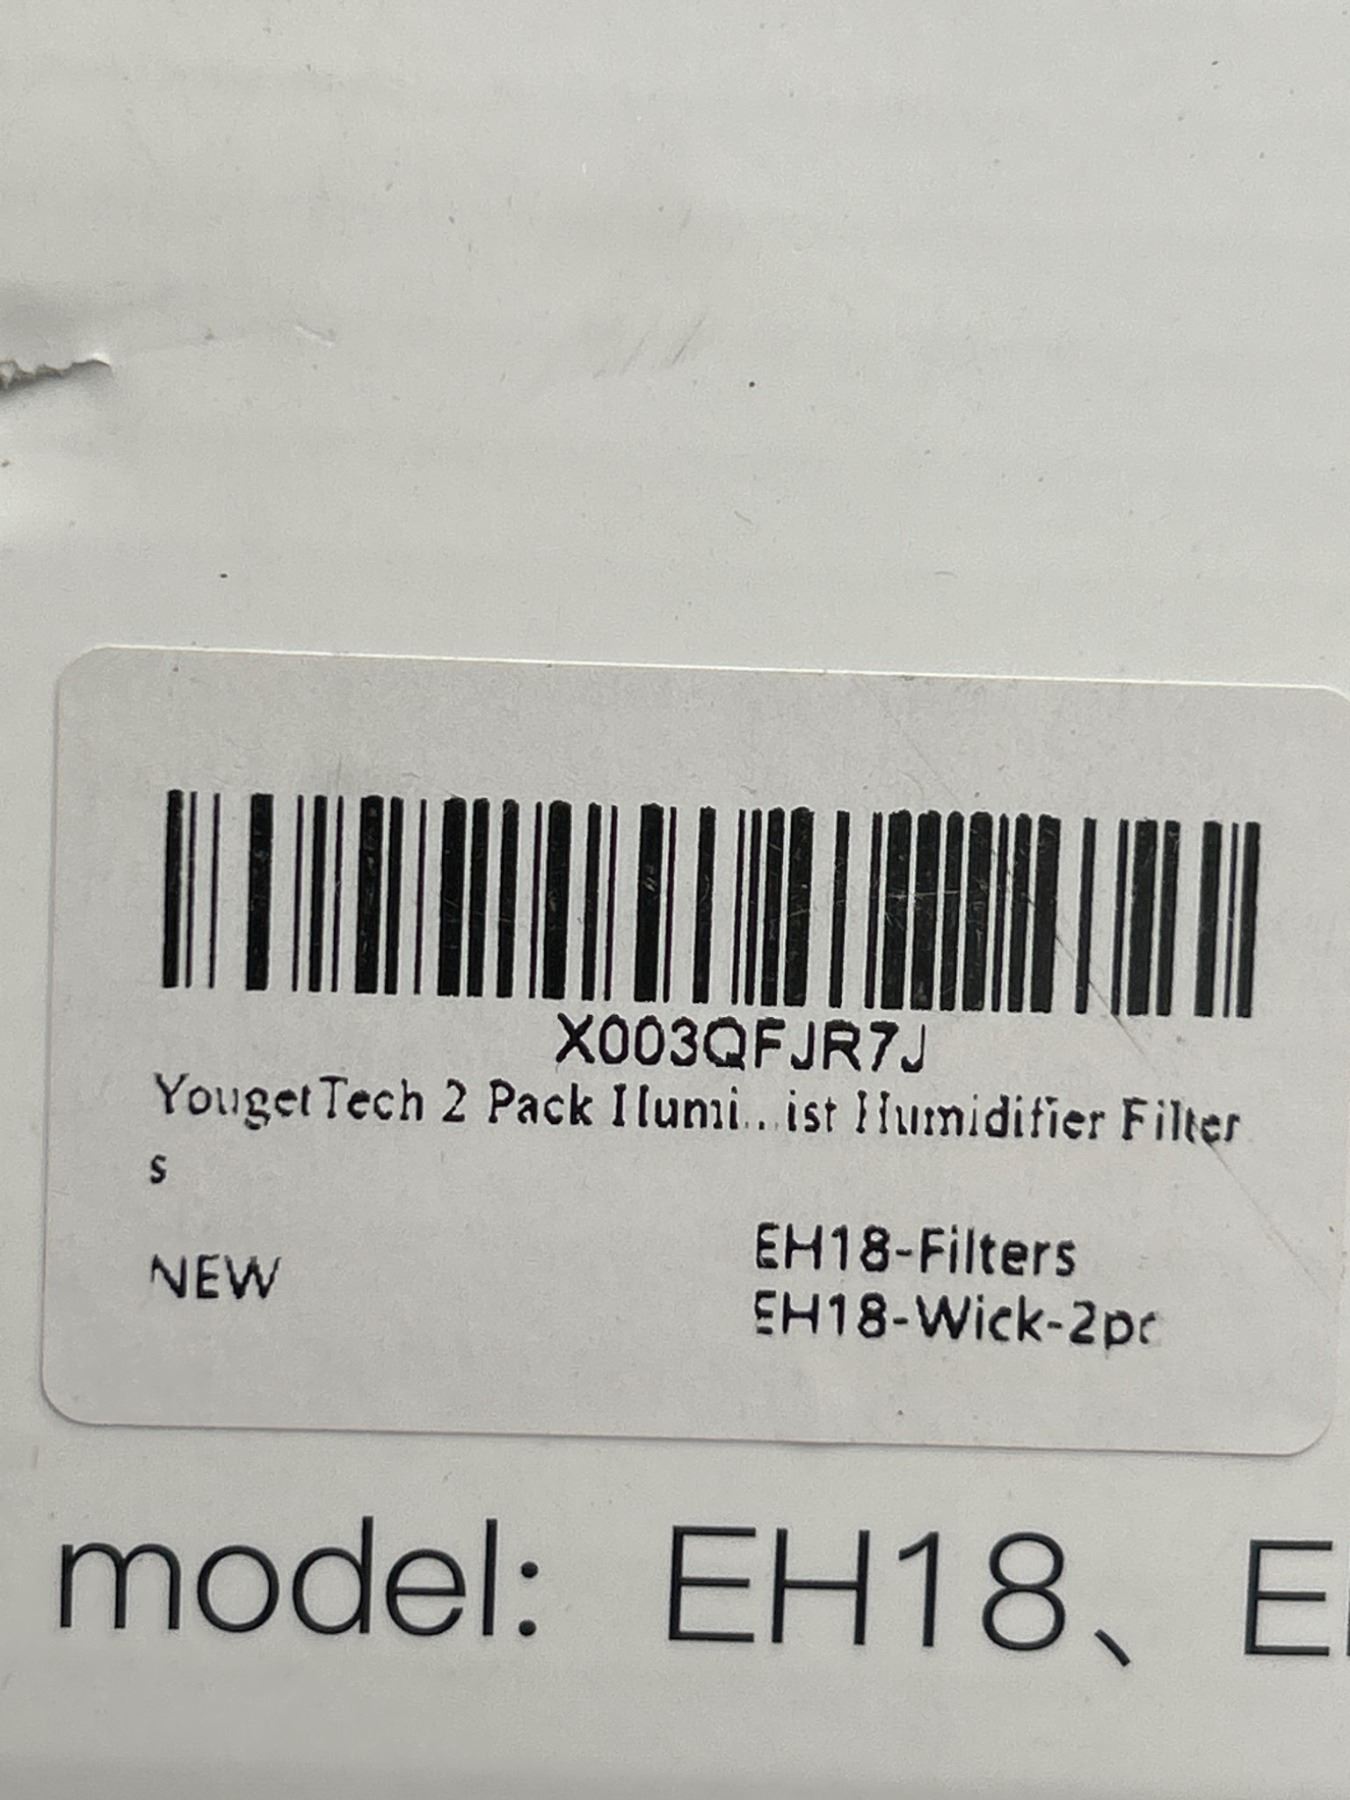 X003QFJR7J
YougetTech 2 Pack Humi...ist Humidifier Filter
s
NEW
EH18-Filters
EH18-Wick-2pc
model: EH18、E